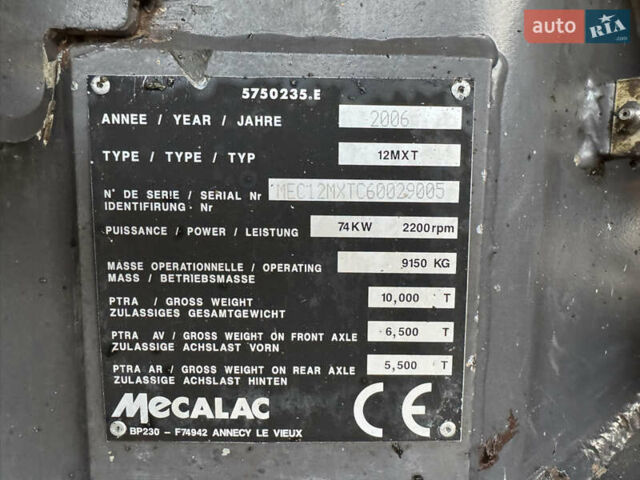 auto RIA.com
5750235.E
ANNEE / YEAR / JAHRE 2006
TYPE / TYPE / TYP 12MXT
N° DE SERIE / SERIAL Nr MEC12MXTC60029005
IDENTIFIRUNG Nr
PUISSANCE / POWER / LEISTUNG 74KW 2200rpm
MASSE OPERATIONNELLE / OPERATING 9150 KG
MASS / BETRIEBSMASSE
PTRA / GROSS WEIGHT 10,000 T
ZULASSIGES GESAMTGEWICHT
PTRA AV / GROSS WEIGHT ON FRONT AXLE 6,500 T
ZULASSIGE ACHSLAST VORN
PTRA AR / GROSS WEIGHT ON REAR AXLE 5,500 T
ZULASSIGE ACHSLAST HINTEN
MECALAC CE
BP230 - F74942 ANNECY LE VIEUX